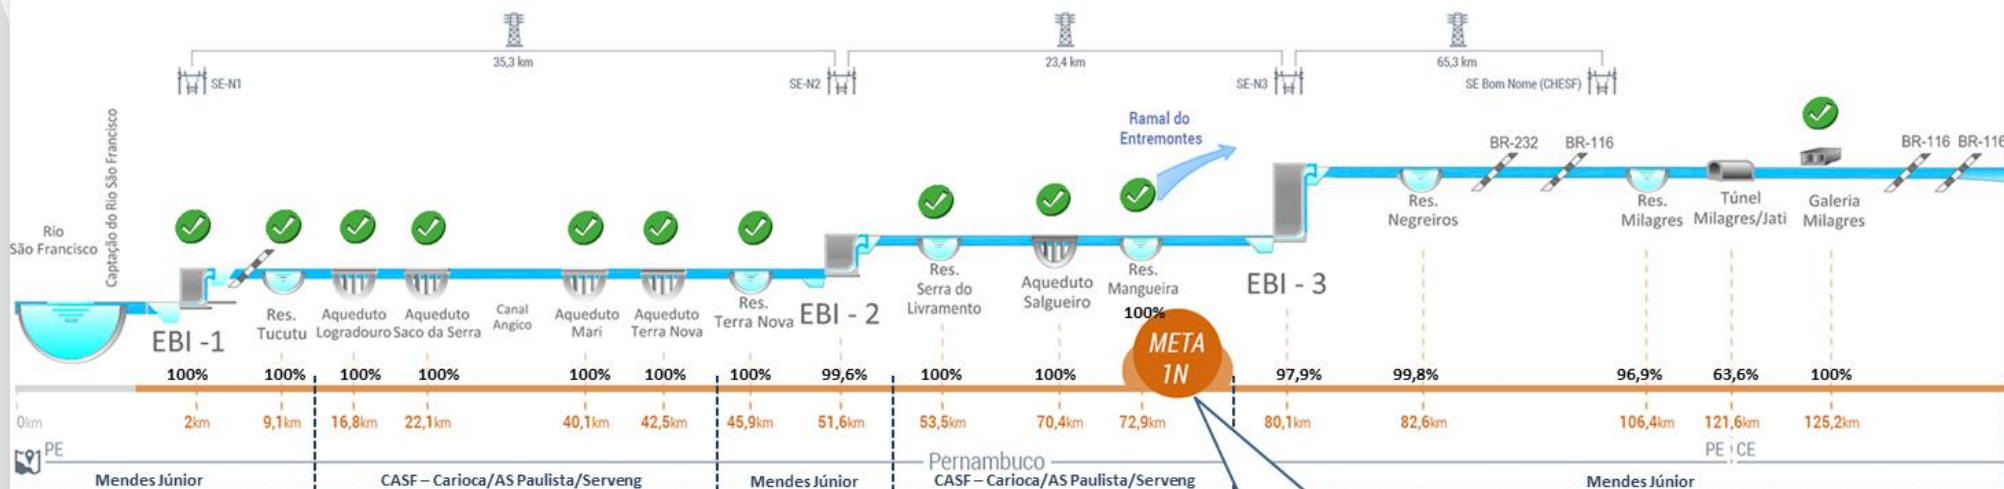 35,3 km
23,4 km
65,3 km
SE-N1
SE-N2
SE-N3
SE Bom Nome (CHESF)
Captação do Rio São Francisco
Rio
São Francisco
Ramal do
Entremontes
BR-232
BR-116
BR-116
BR-116
EBI -1
Res.
Tucutu
Aqueduto
Logradouro
Aqueduto
Saco da Serra
Canal
Angico
Aqueduto
Mari
Aqueduto
Terra Nova
Res.
Terra Nova
EBI - 2
Res.
Serra do
Livramento
Aqueduto
Salgueiro
Res.
Mangueira
100%
EBI - 3
Res.
Negreiros
Res.
Milagres
Túnel
Milagres/Jati
Galeria
Milagres
META
1N
100%
100%
100%
100%
100%
100%
100%
99,6%
100%
100%
97,9%
99,8%
96,9%
63,6%
100%
0km
2km
9,1km
16,8km
22,1km
40,1km
42,5km
45,9km
51,6km
53,5km
70,4km
72,9km
80,1km
82,6km
106,4km
121,6km
125,2km
PE
Pernambuco
PE CE
Mendes Júnior
CASF – Carioca/AS Paulista/Serveng
Mendes Júnior
CASF – Carioca/AS Paulista/Serveng
Mendes Júnior